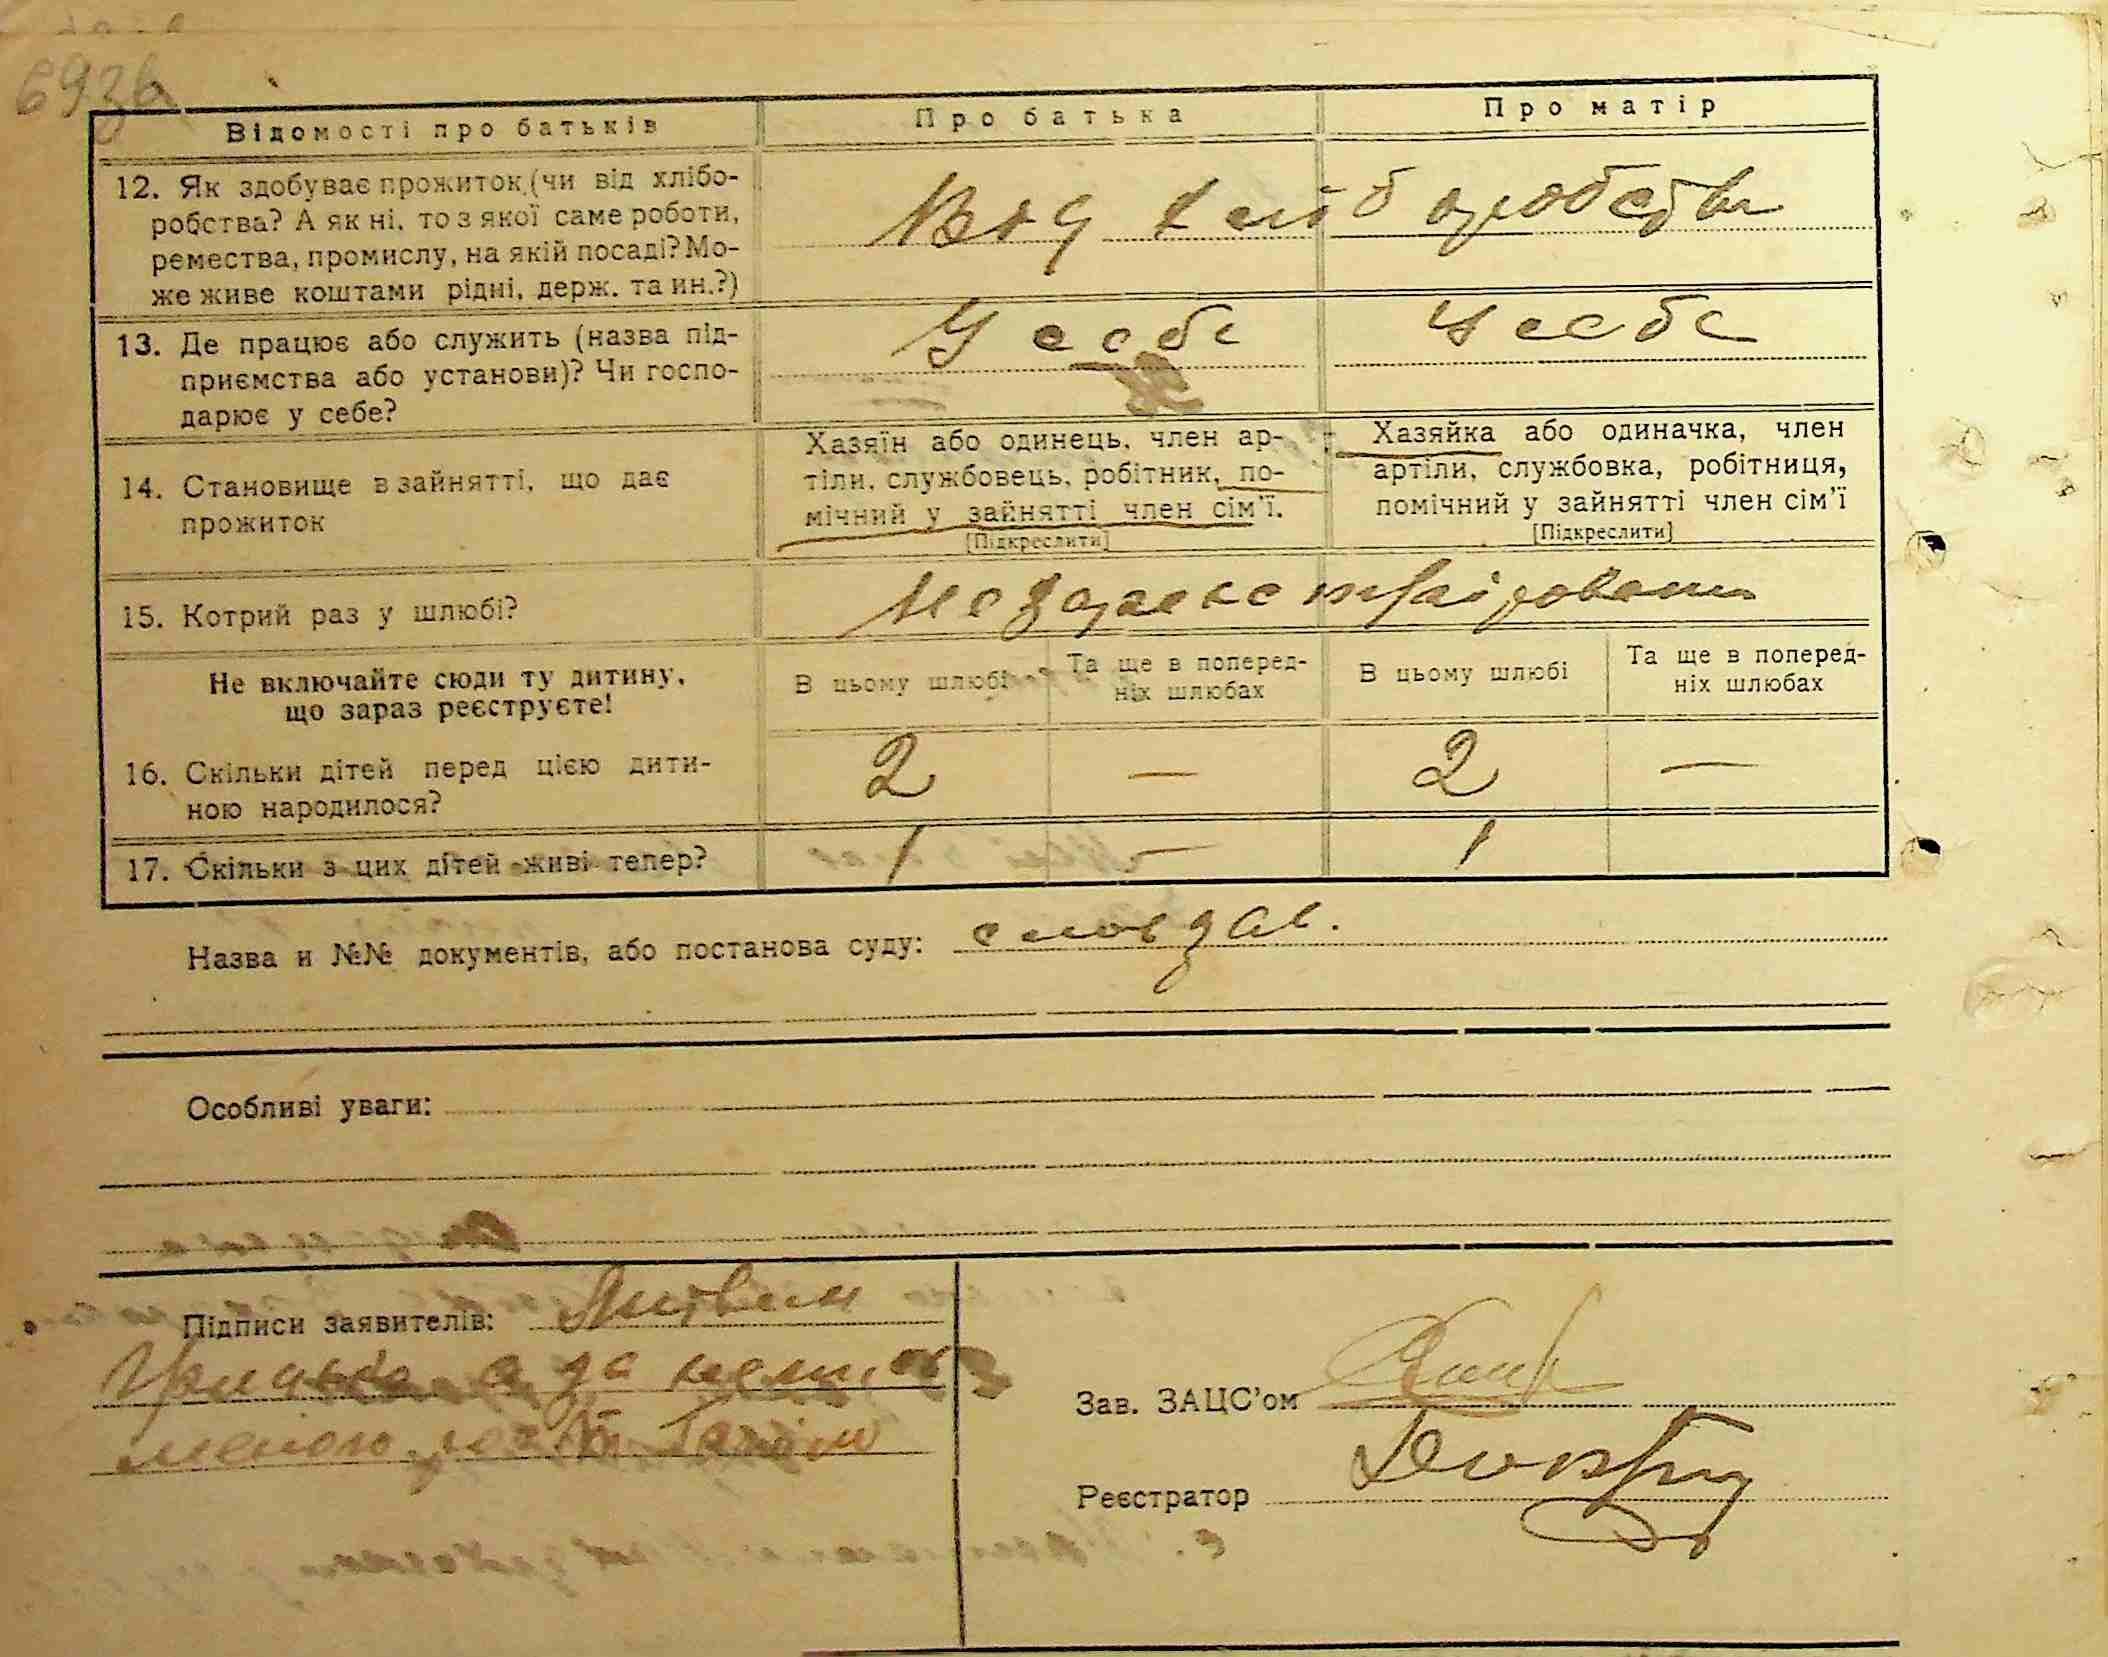 693в
Відомості про батьків
Про батька
Про матір
12. Як здобуває прожиток (чи від хлібо-
робства? А як ні, то з якої саме роботи,
ремества, промислу, на якій посаді? Мо-
же живе коштами рідні, держ. та ин.?)
Від хліборобства
13. Де працює або служить (назва під-
приємства або установи)? Чи госпо-
дарює у себе?
У себе
У себе
14. Становище в зайнятті, що дає
прожиток
Хазяїн або одинець, член ар-
тіли, службовець, робітник, по-
мічний у зайнятті член сім'ї.
[Підкреслити]
Хазяйка або одиначка, член
артіли, службовка, робітниця,
помічний у зайнятті член сім'ї
[Підкреслити]
15. Котрий раз у шлюбі?
Не включайте сюди ту дитину,
що зараз реєструєте!
В цьому шлюбі
Та ще в поперед-
ніх шлюбах
В цьому шлюбі
Та ще в поперед-
ніх шлюбах
16. Скільки дітей перед цією дити-
ною народилося?
2 — 2 —
17. Скільки з цих дітей живі тепер?
1 — 1
Назва и №№ документів, або постанова суду:
Особливі уваги:
Підписи заявителів:
а за
Зав. ЗАЦС'ом
Реєстратор